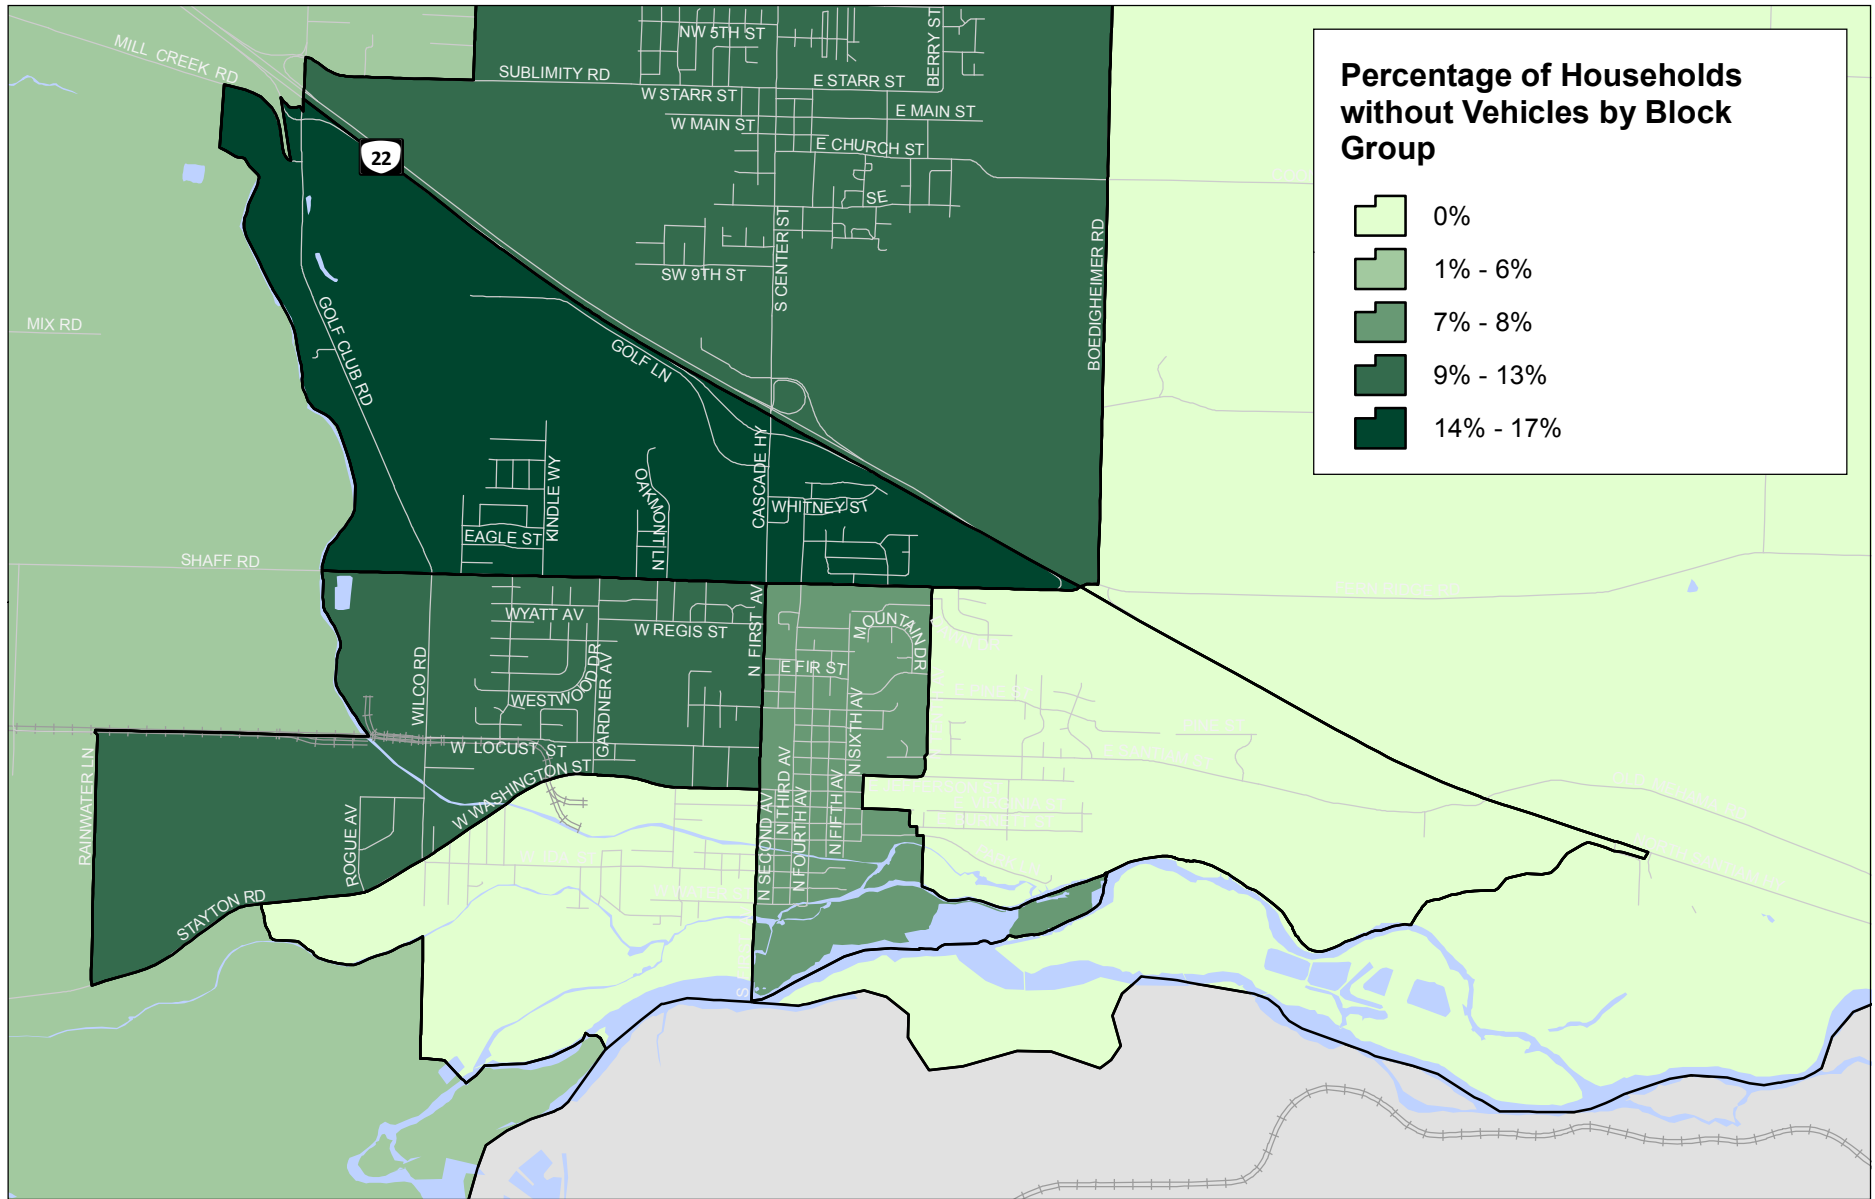 Percentage of Households
without Vehicles by Block
Group
0%
1% - 6%
7% - 8%
9% - 13%
14% - 17%
MILL CREEK RD
NW 5TH ST
BERRY ST
SUBLIMITY RD
E STARR ST
W STARR ST
E MAIN ST
W MAIN ST
E CHURCH ST
22
SE
S CENTER ST
SW 9TH ST
BOEDIGHEIMER RD
MIX RD
GOLF CLUB RD
GOLF LN
CASCADE HY
KINDLE WY
OAKMONT LN
WHITNEY ST
EAGLE ST
SHAFF RD
WYATT AV
W REGIS ST
N FIRST AV
MOUNTAIN DR
E FIR ST
WILCO RD
WESTWOOD DR
GARDNER AV
N SIXTH AV
W LOCUST ST
W WASHINGTON ST
RAINWATER LN
ROGUE AV
N SECOND AV
N THIRD AV
N FOURTH AV
N FIFTH AV
STAYTON RD
S